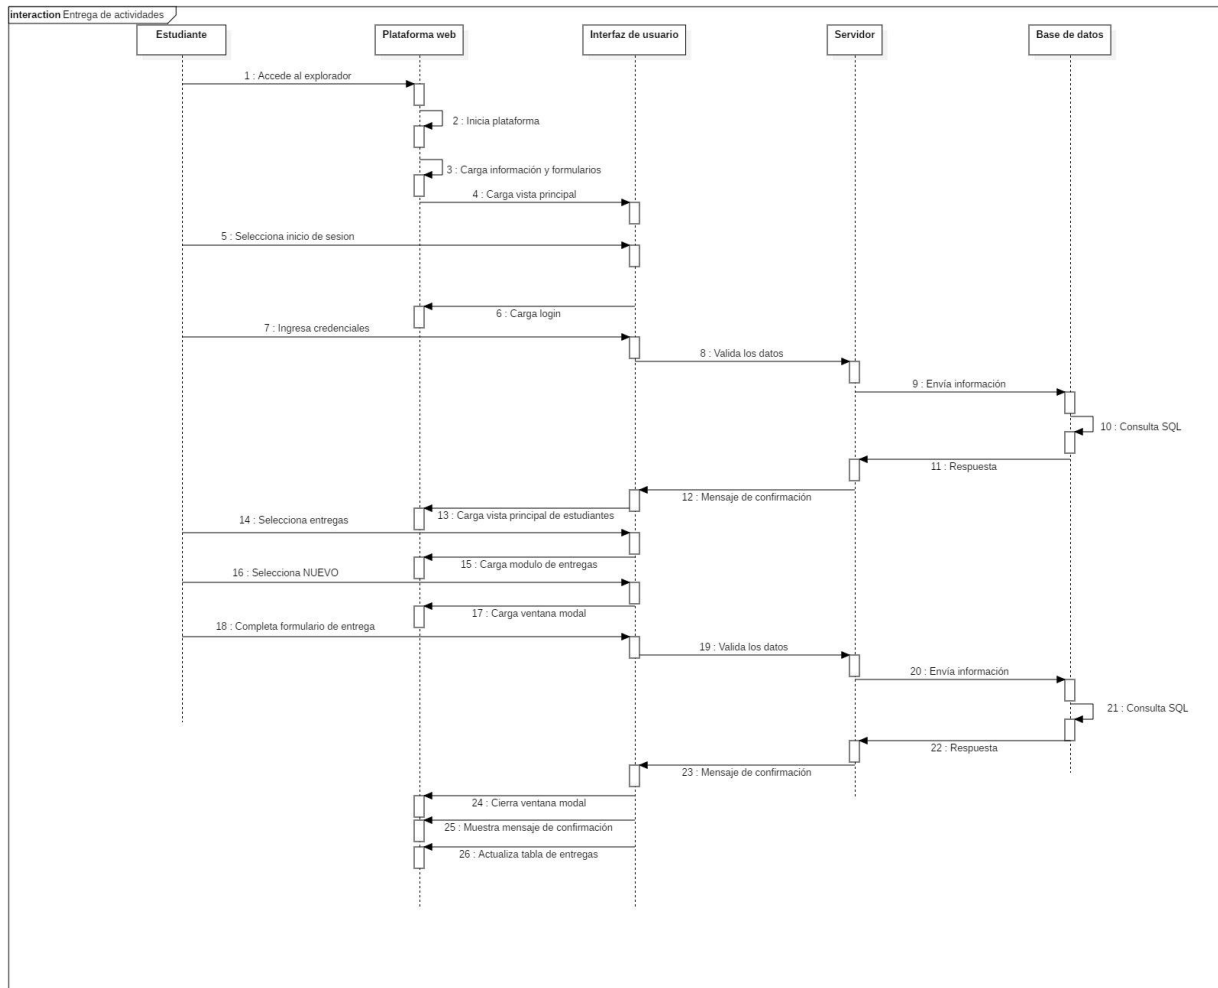 interaction Entrega de actividades
Estudiante
Plataforma web
Interfaz de usuario
Servidor
Base de datos
1 : Accede al explorador
2 : Inicia plataforma
3 : Carga información y formularios
4 : Carga vista principal
5 : Selecciona inicio de sesion
6 : Carga login
7 : Ingresa credenciales
8 : Valida los datos
9 : Envía información
10 : Consulta SQL
11 : Respuesta
12 : Mensaje de confirmación
13 : Carga vista principal de estudiantes
14 : Selecciona entregas
15 : Carga modulo de entregas
16 : Selecciona NUEVO
17 : Carga ventana modal
18 : Completa formulario de entrega
19 : Valida los datos
20 : Envía información
21 : Consulta SQL
22 : Respuesta
23 : Mensaje de confirmación
24 : Cierra ventana modal
25 : Muestra mensaje de confirmación
26 : Actualiza tabla de entregas